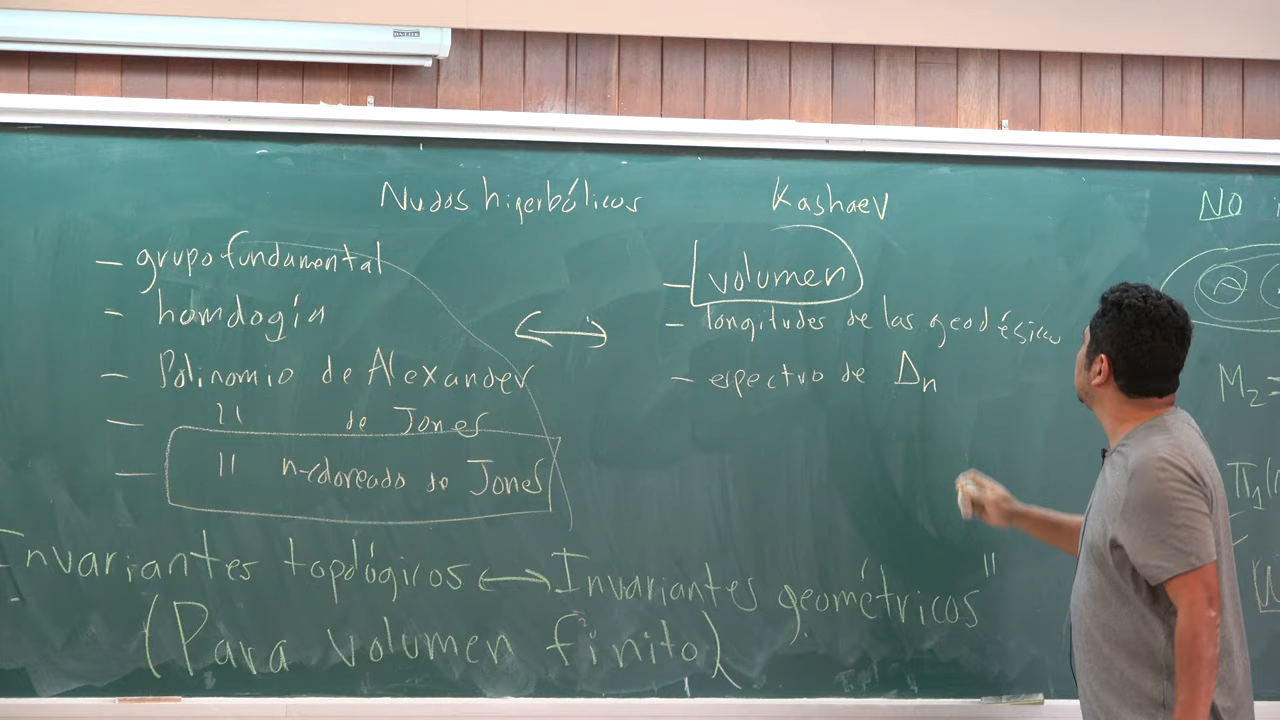 Nudos hiperbólicos
Kashaev
NO
- grupo fundamental
- homología
- Polinomio de Alexander
- " de Jones
- " n-coloreado de Jones
↔
- volumen
- longitudes de las geodésicas
- espectro de Δn
M2=
Π1(
Invariantes topológicos ↔ Invariantes geométricos"
(Para volumen finito)